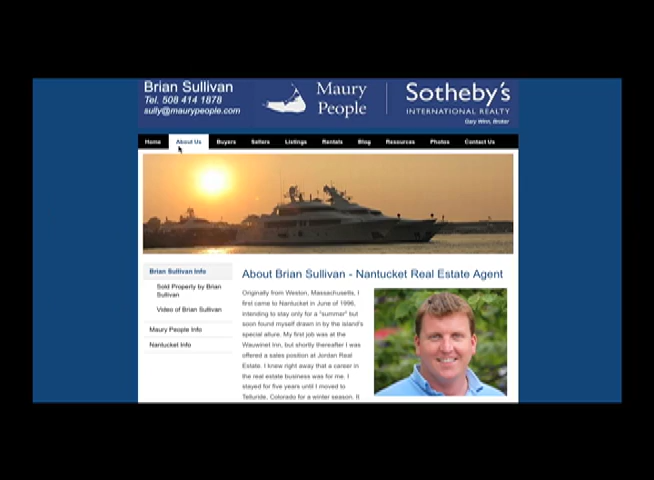 Brian Sullivan
Tel. 508 414 1878
sully@maurypeople.com
Maury
People
Sotheby's
INTERNATIONAL REALTY
Gary Winn, Broker
Home About Us Buyers Sellers Listings Rentals Blog Resources Photos Contact Us
Brian Sullivan Info
Sold Property by Brian
Sullivan
Video of Brian Sullivan
Maury People Info
Nantucket Info
About Brian Sullivan - Nantucket Real Estate Agent
Originally from Weston, Massachusetts, I
first came to Nantucket in June of 1996,
intending to stay only for a "summer" but
soon found myself drawn in by the island's
special allure. My first job was at the
Wauwinet Inn, but shortly thereafter I was
offered a sales position at Jordan Real
Estate. I knew right away that a career in
the real estate business was for me. I
stayed for five years until I moved to
Telluride, Colorado for a winter season. It